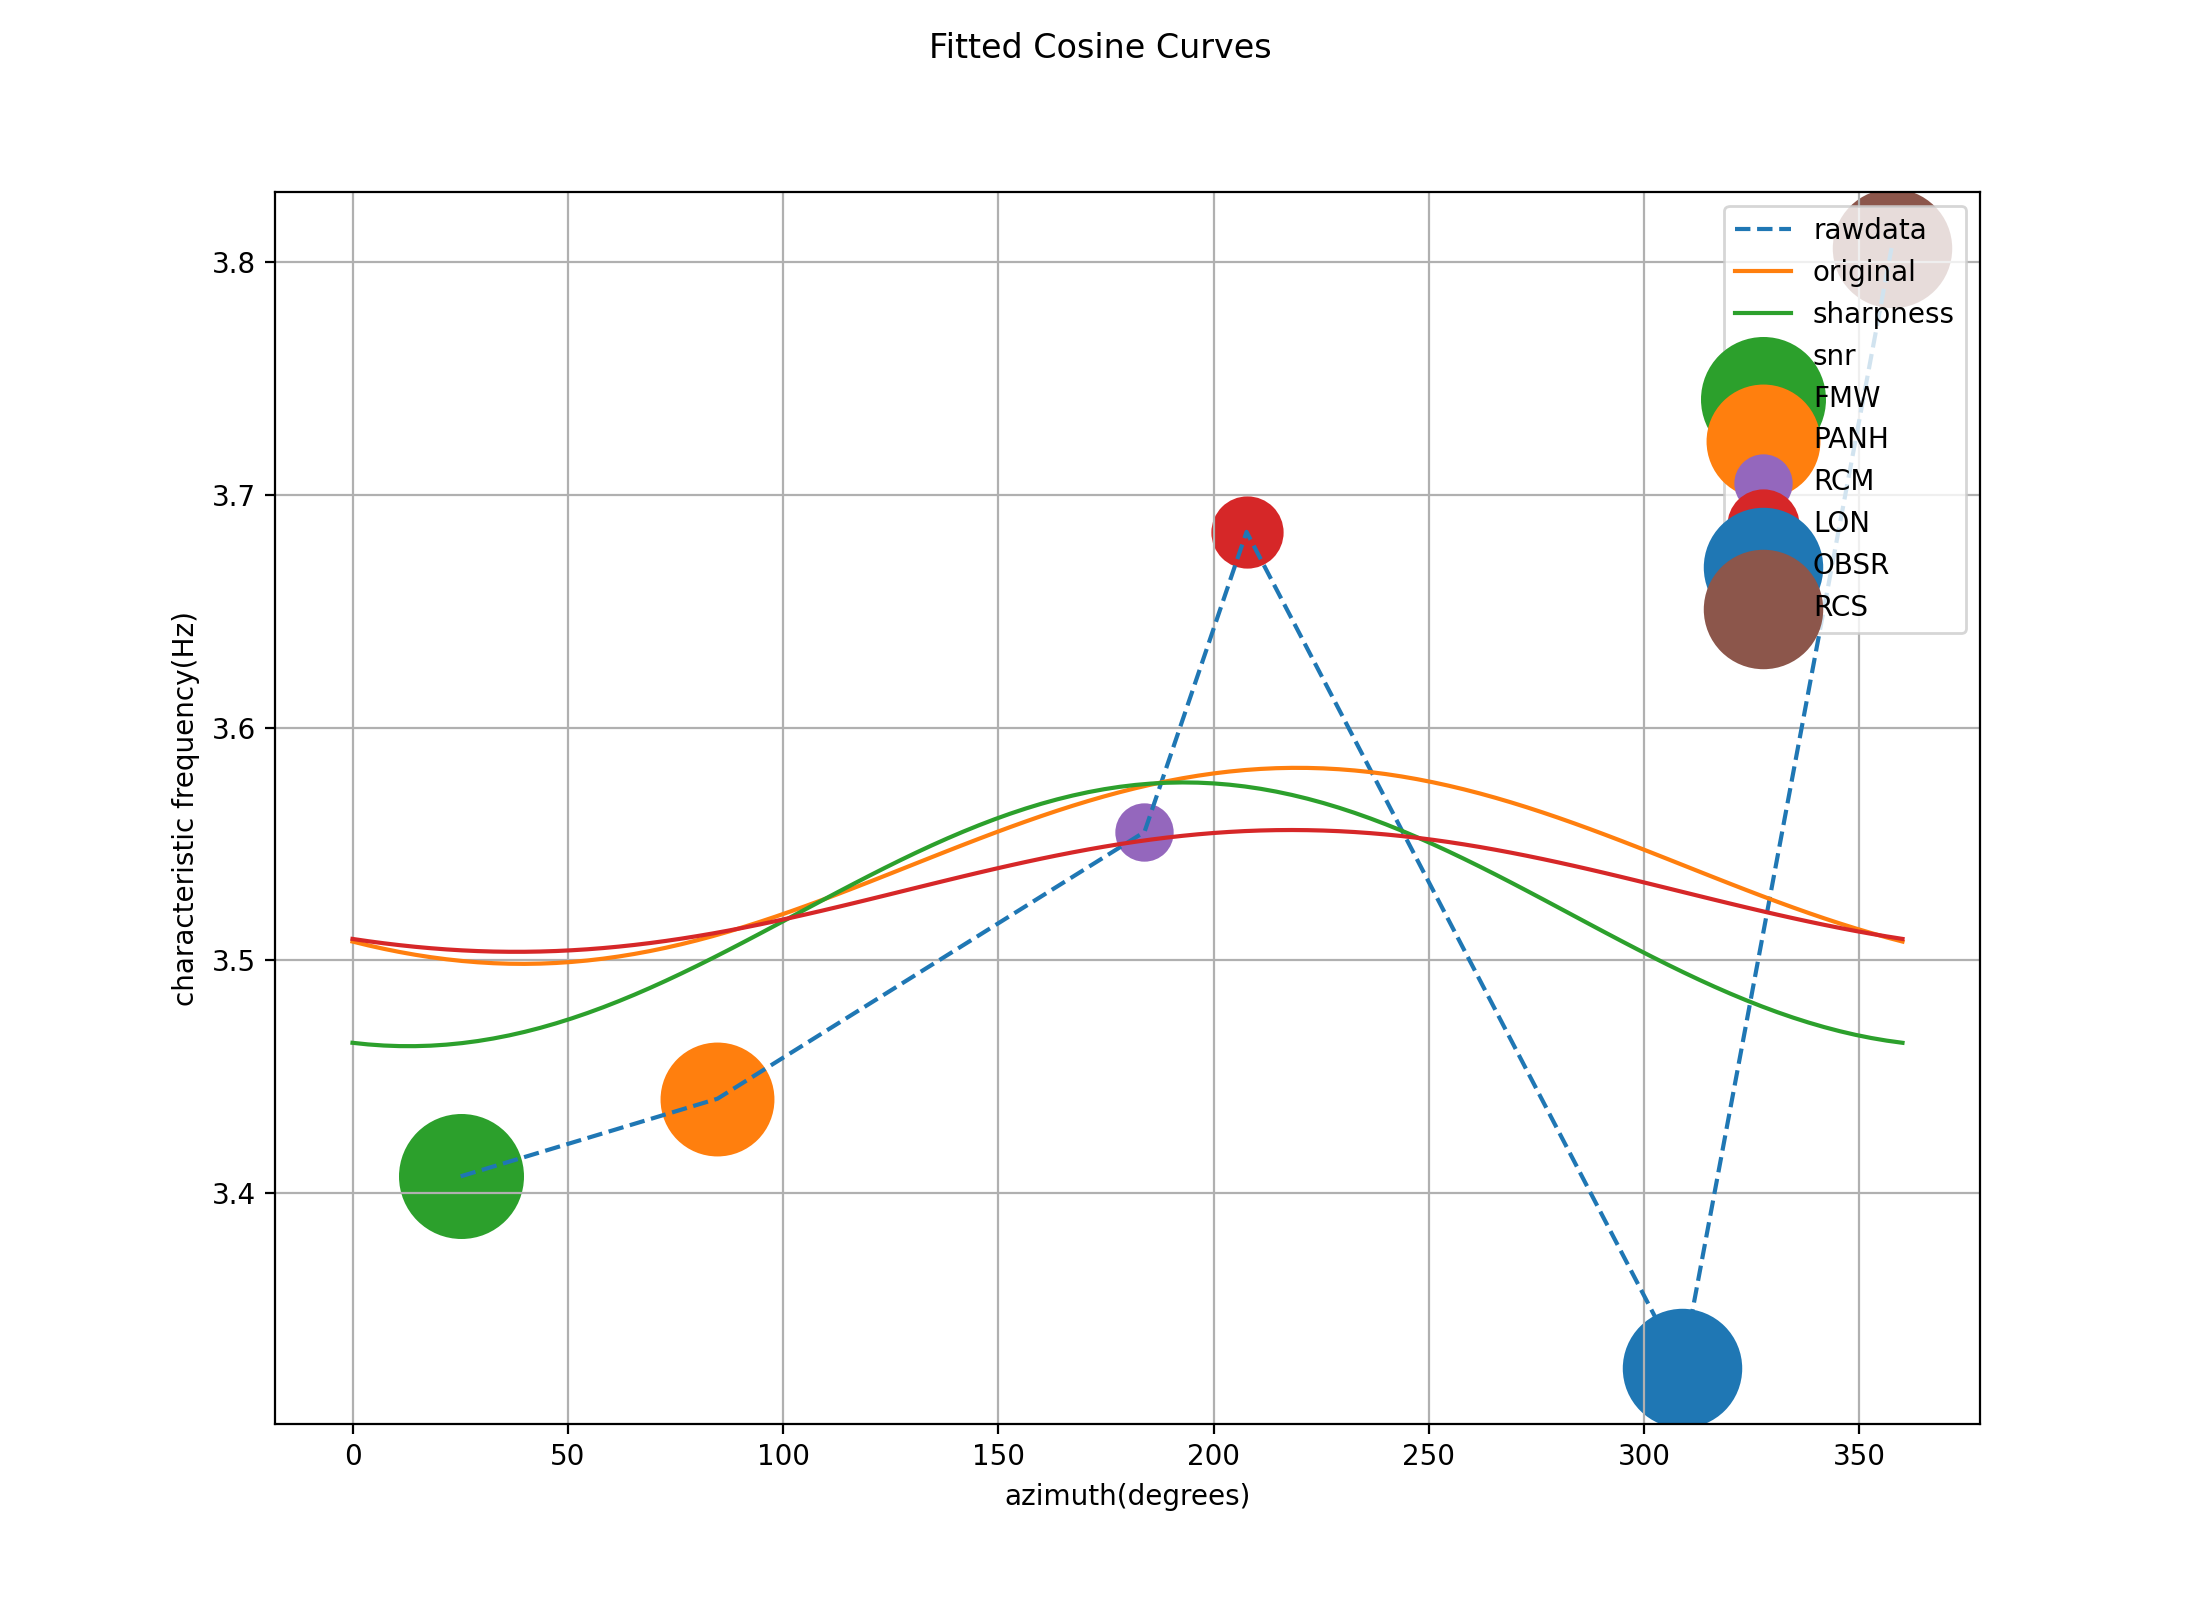 Fitted Cosine Curves
3.8
3.7
3.6
3.5
3.4
characteristic frequency(Hz)
rawdata
original
sharpness
snr
FMW
PANH
RCM
LON
OBSR
RCS
0 50 100 150 200 250 300 350
azimuth(degrees)